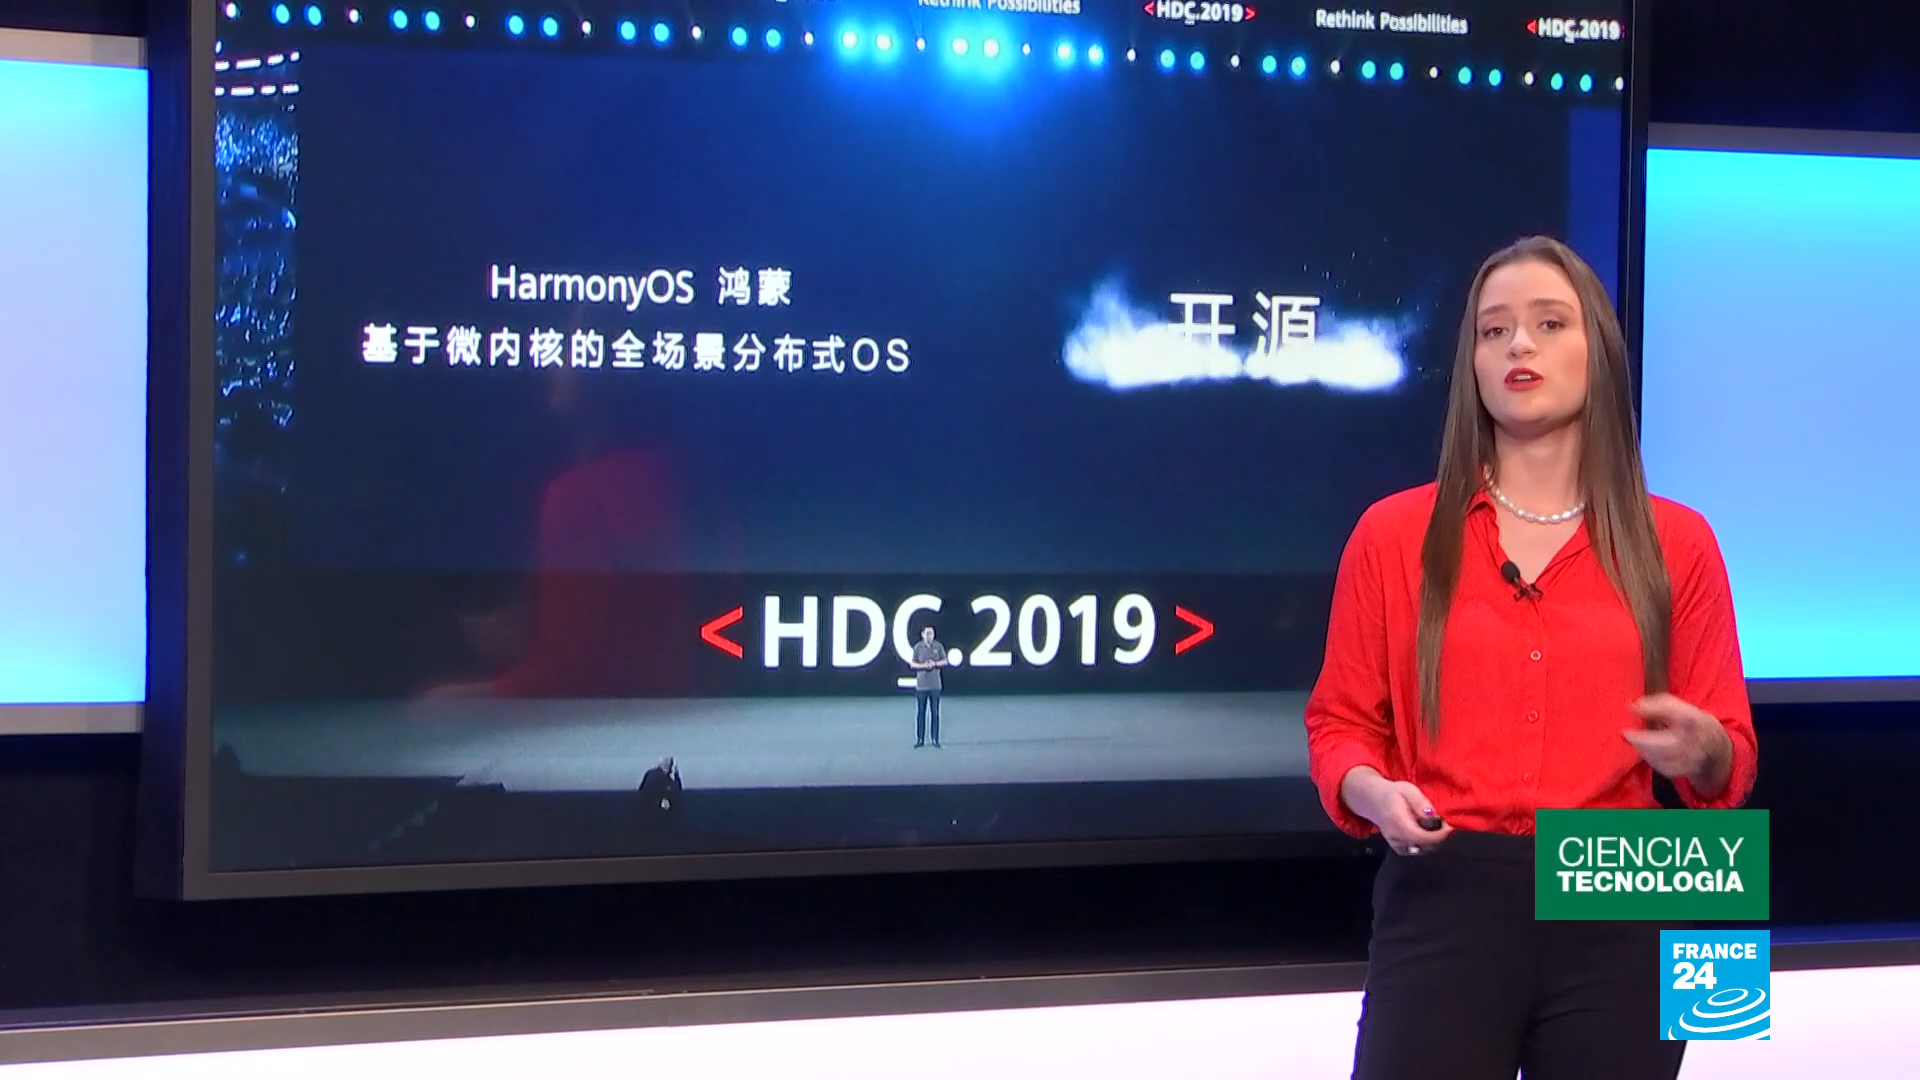 Rethink Possibilities
<HDC.2019>
Rethink Possibilities
<HDC.2019
HarmonyOS 鸿蒙
基于微内核的全场景分布式OS
开源
<HDC.2019>
CIENCIA Y
TECNOLOGÍA
FRANCE
24